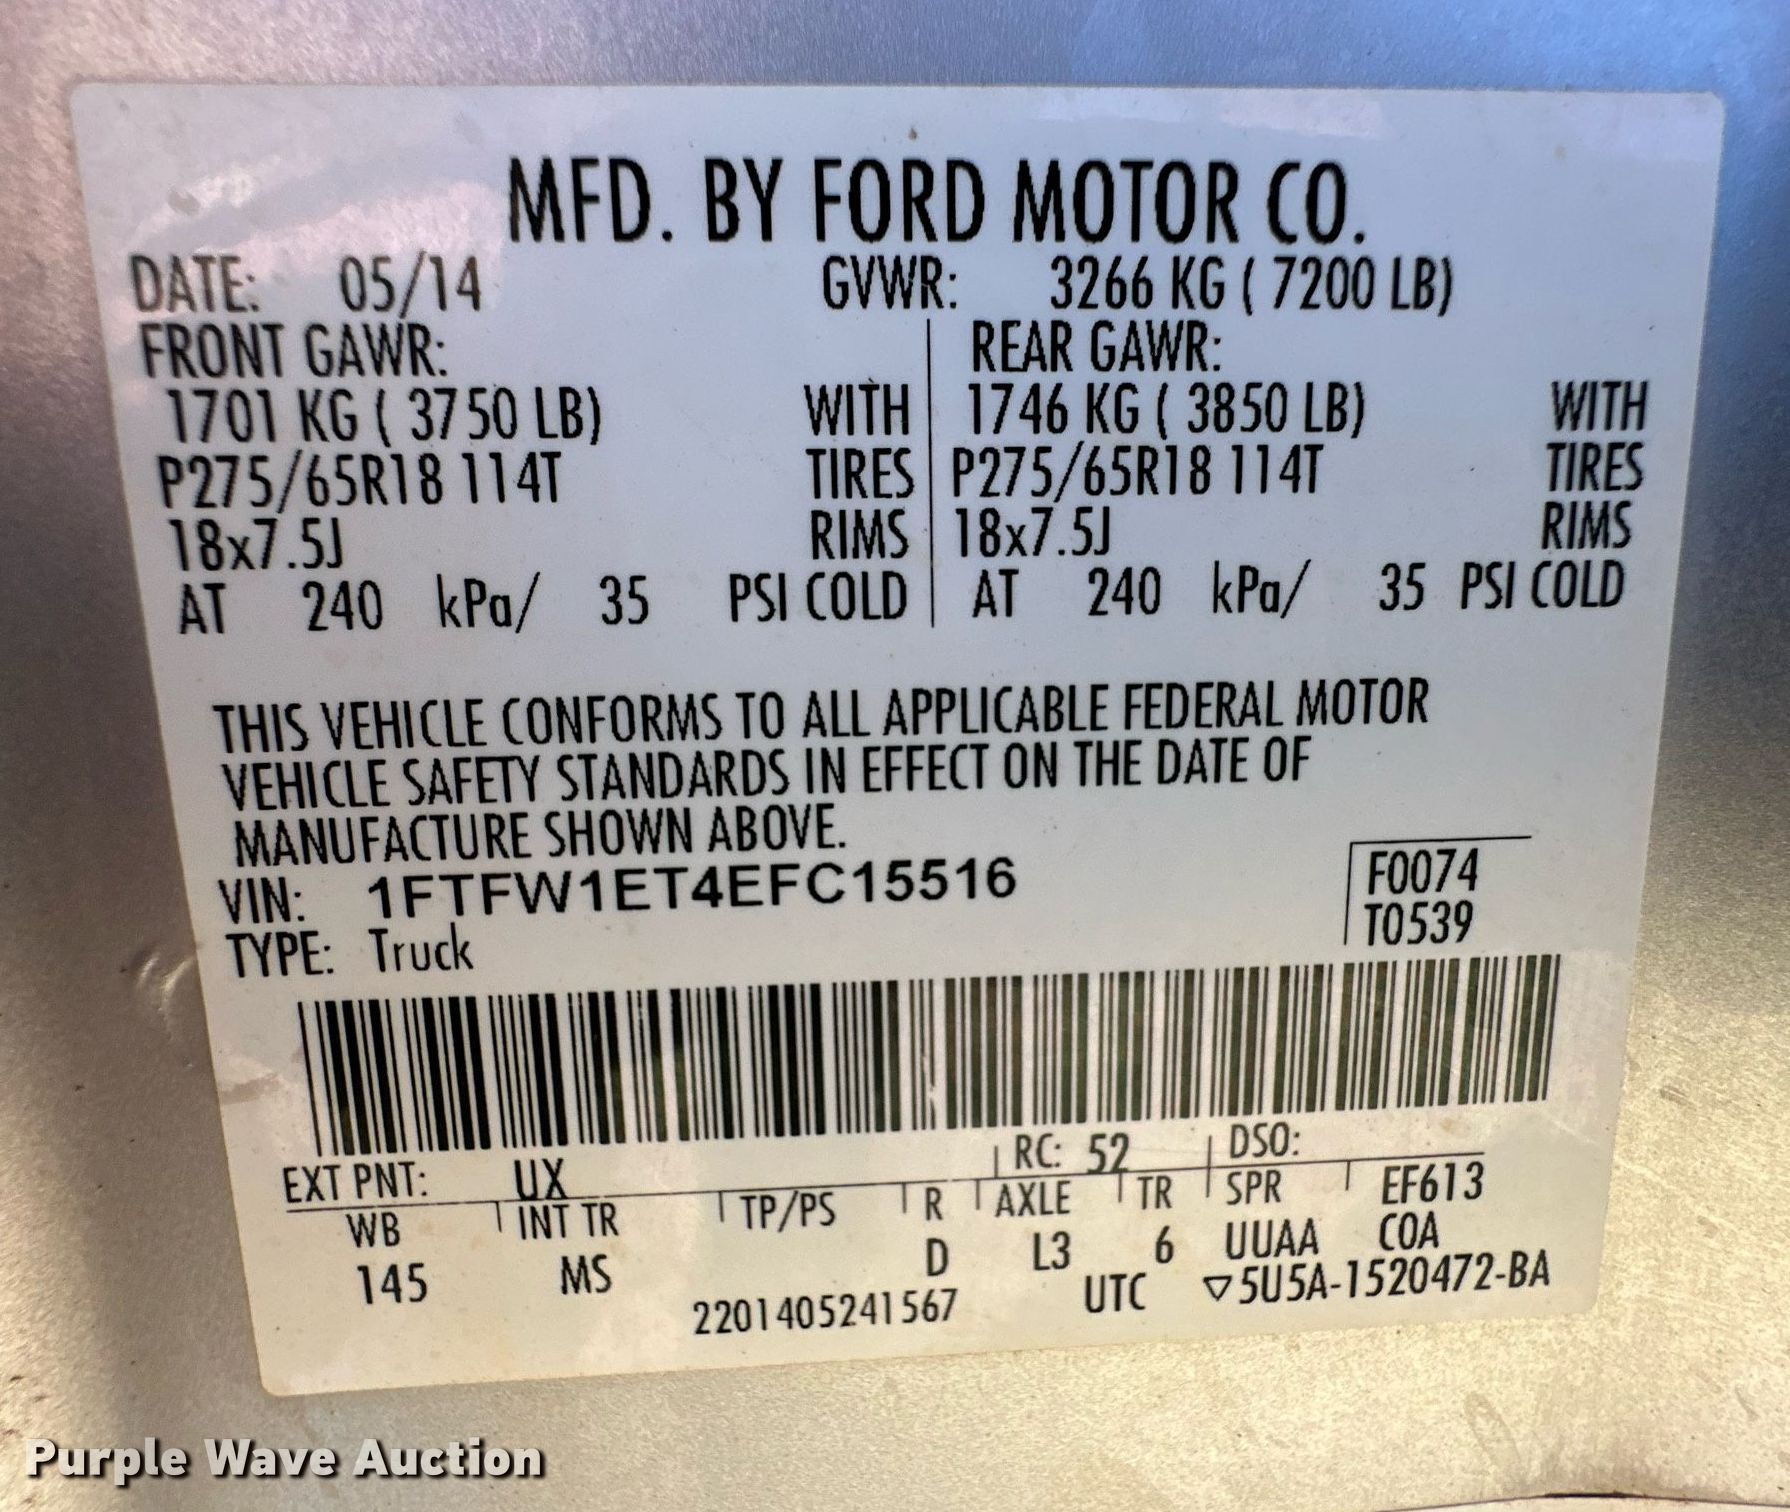 MFD. BY FORD MOTOR CO.
DATE: 05/14 GVWR: 3266 KG ( 7200 LB)
FRONT GAWR: REAR GAWR:
1701 KG ( 3750 LB) WITH 1746 KG ( 3850 LB) WITH
P275/65R18 114T TIRES P275/65R18 114T TIRES
18x7.5J RIMS 18x7.5J RIMS
AT 240 kPa/ 35 PSI COLD AT 240 kPa/ 35 PSI COLD
THIS VEHICLE CONFORMS TO ALL APPLICABLE FEDERAL MOTOR
VEHICLE SAFETY STANDARDS IN EFFECT ON THE DATE OF
MANUFACTURE SHOWN ABOVE.
VIN: 1FTFW1ET4EFC15516 F0074
TYPE: Truck T0539
EXT PNT: UX RC: 52 DSO:
WB INT TR TP/PS R AXLE TR SPR EF613
145 MS D L3 6 UUAA COA
2201405241567 UTC ▽5U5A-1520472-BA
Purple Wave Auction